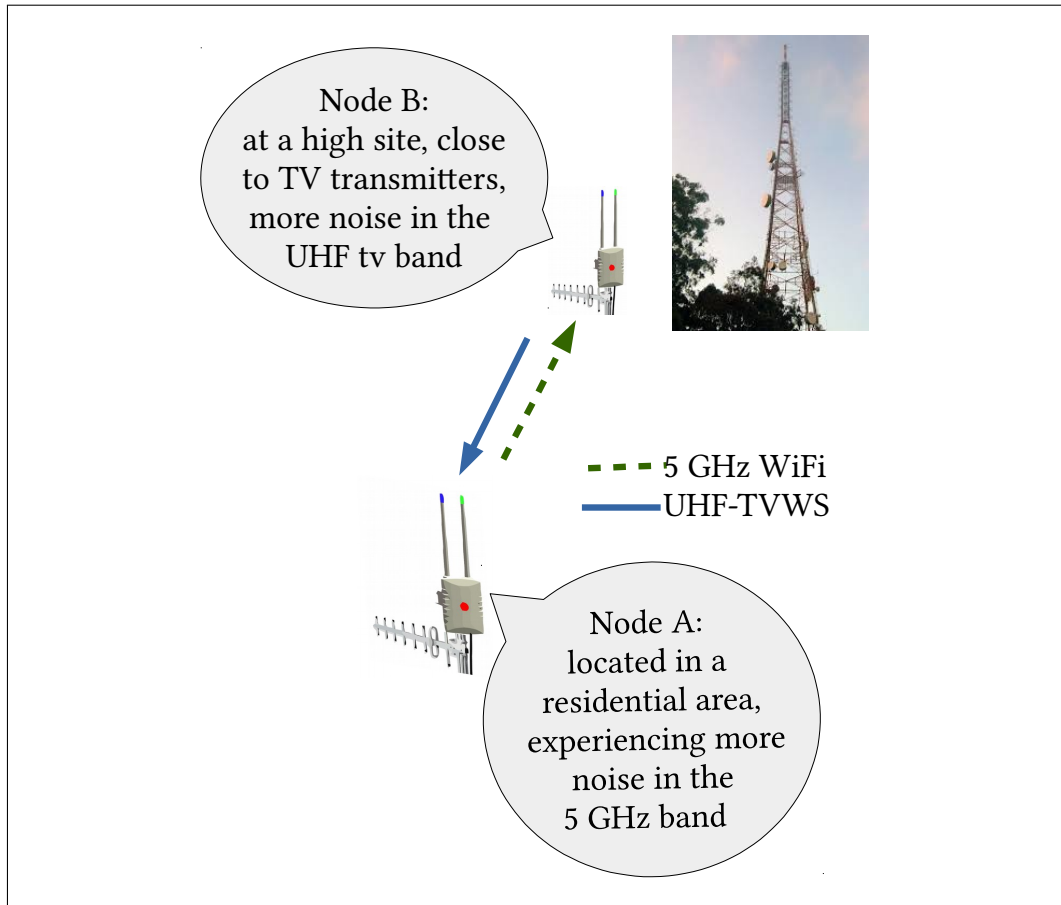 Node B:
at a high site, close
to TV transmitters,
more noise in the
UHF tv band
5 GHz WiFi
UHF-TVWS
Node A:
located in a
residential area,
experiencing more
noise in the
5 GHz band